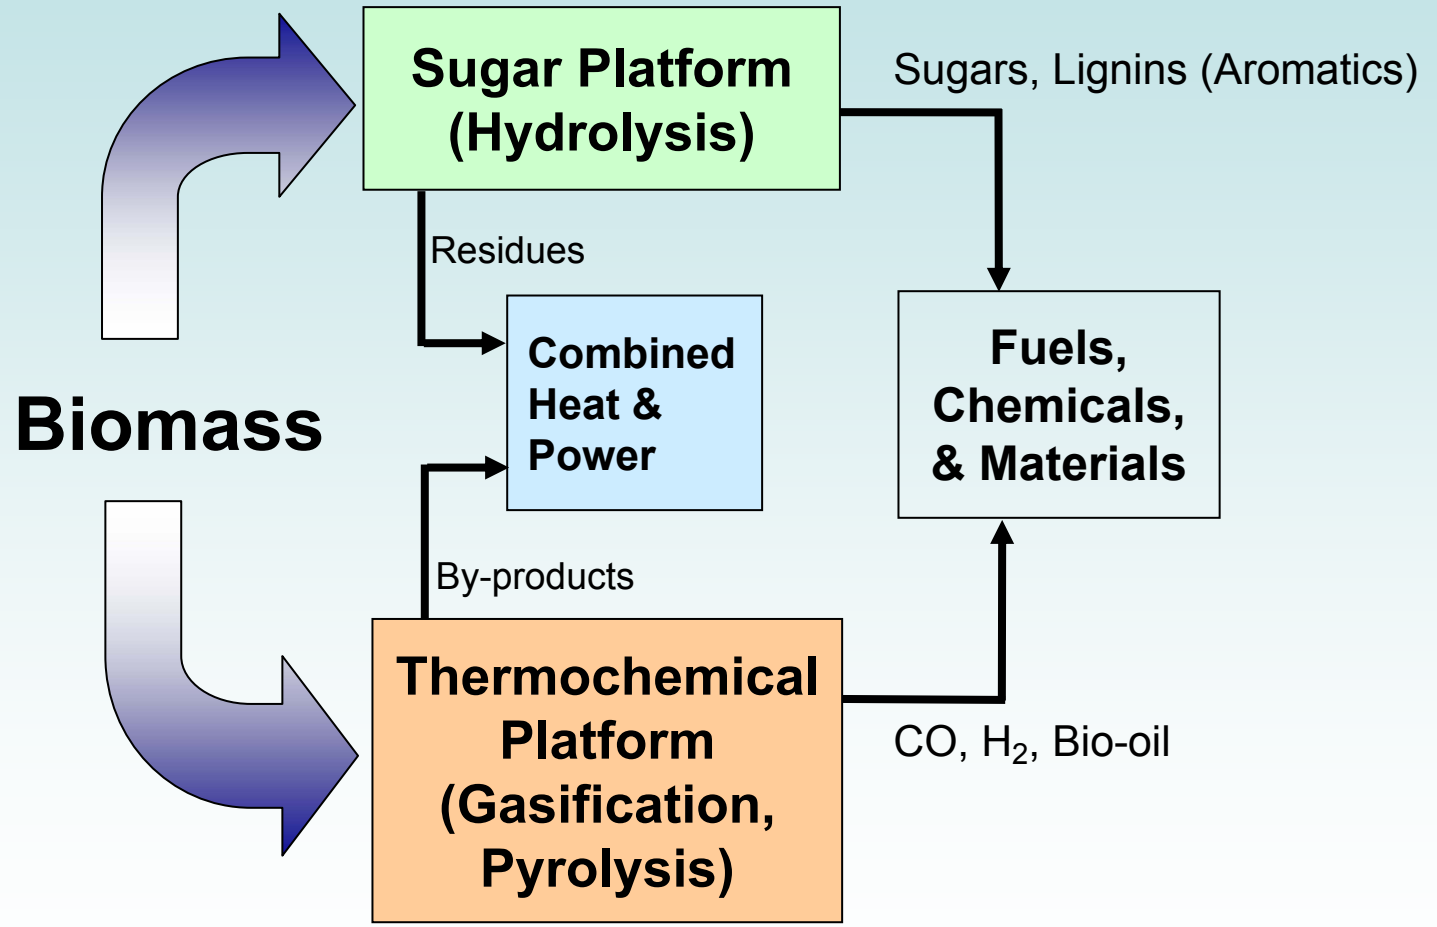 Sugar Platform
(Hydrolysis)
Sugars, Lignins (Aromatics)
Residues
Combined
Heat &
Power
Fuels,
Chemicals,
& Materials
Biomass
By-products
Thermochemical
Platform
(Gasification,
Pyrolysis)
CO, H₂, Bio-oil